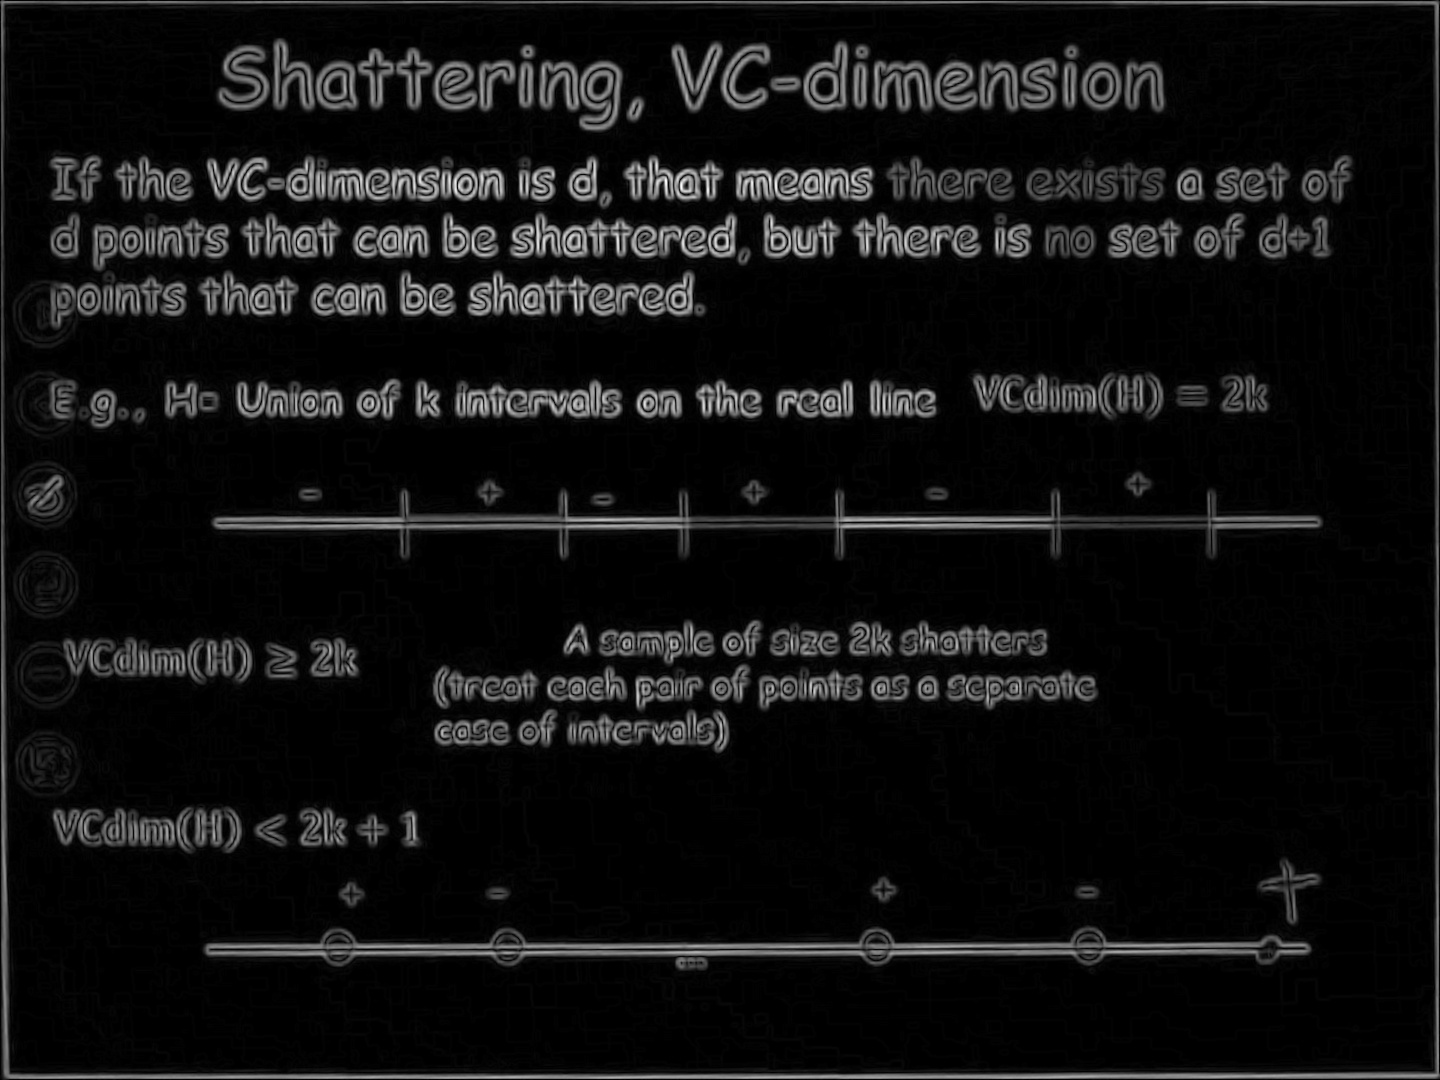 Shattering, VC-dimension
If the VC-dimension is d, that means there exists a set of
d points that can be shattered, but there is no set of d+1
points that can be shattered.
E.g., H= Union of k intervals on the real line VCdim(H) = 2k
- + - + - +
VCdim(H) ≥ 2k
A sample of size 2k shatters
(treat each pair of points as a separate
case of intervals)
VCdim(H) < 2k + 1
+ - + - +
...